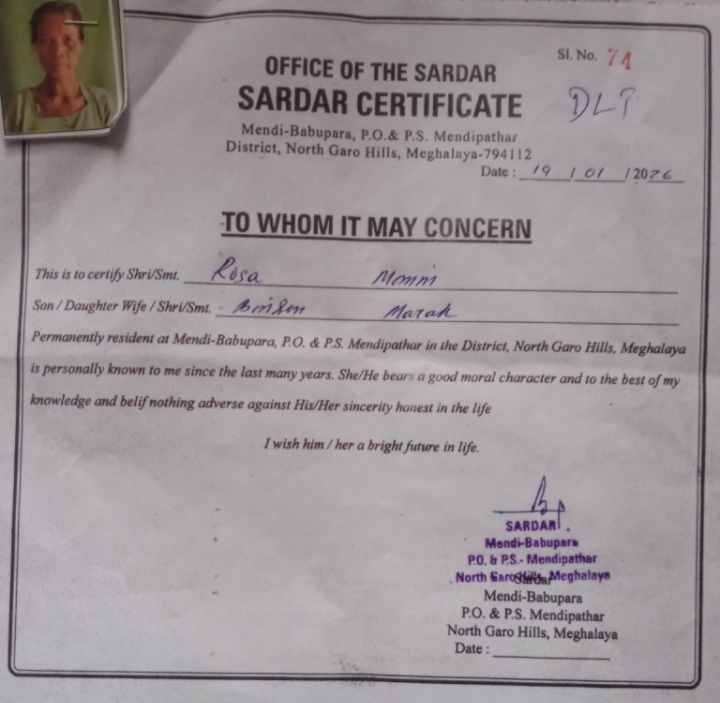 Sl. No. 74
OFFICE OF THE SARDAR
SARDAR CERTIFICATE
DLP
Mendi-Babupara, P.O.& P.S. Mendipathar
District, North Garo Hills, Meghalaya-794112
Date : 19 / 01 / 2026
TO WHOM IT MAY CONCERN
This is to certify Shri/Smt. Rosa Momin
Son / Daughter Wife / Shri/Smt. Binsen Marak
Permanently resident at Mendi-Babupara, P.O. & P.S. Mendipathar in the District, North Garo Hills, Meghalaya
is personally known to me since the last many years. She/He bears a good moral character and to the best of my
knowledge and belif nothing adverse against His/Her sincerity honest in the life
I wish him / her a bright future in life.
SARDAR
Mendi-Babupara
P.O. & P.S.- Mendipathar
North Garo Hills, Meghalaya
Sardar
Mendi-Babupara
P.O. & P.S. Mendipathar
North Garo Hills, Meghalaya
Date :